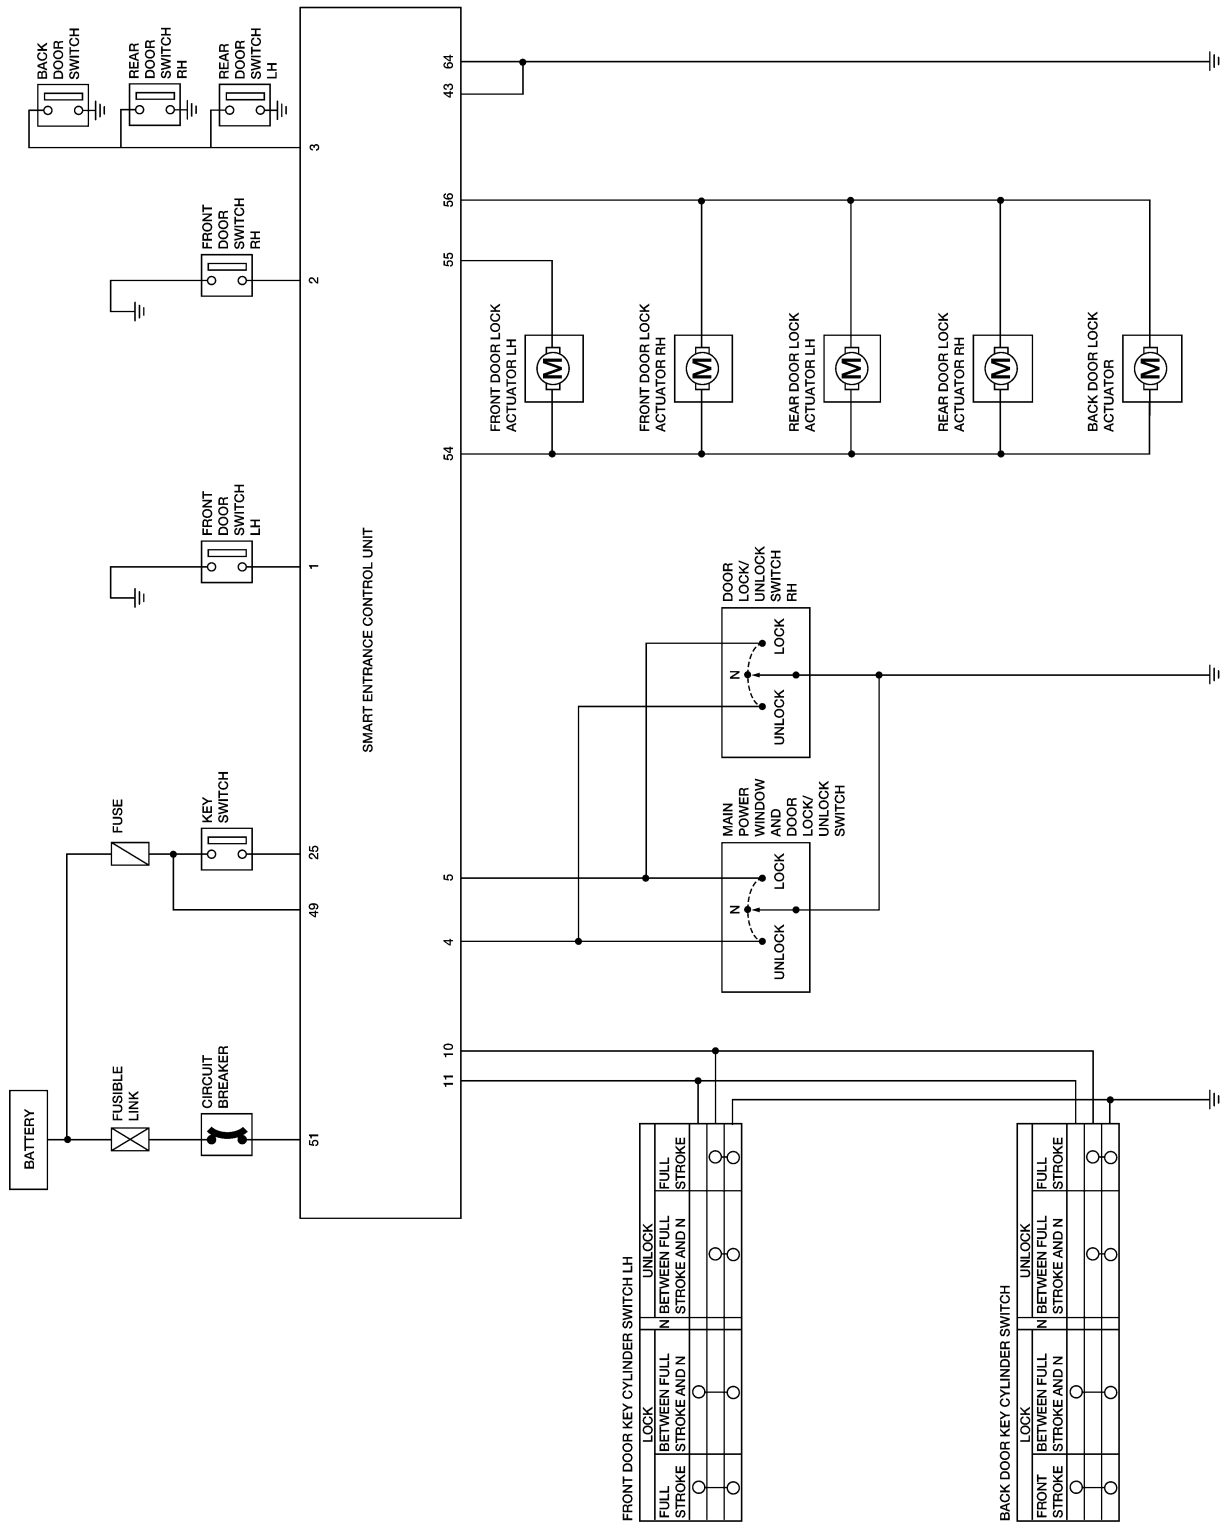 BATTERY
FUSIBLE
LINK
CIRCUIT
BREAKER
51
FUSE
KEY
SWITCH
49
25
FRONT
DOOR
SWITCH
LH
1
FRONT
DOOR
SWITCH
RH
2
BACK
DOOR
SWITCH
REAR
DOOR
SWITCH
RH
REAR
DOOR
SWITCH
LH
3
SMART ENTRANCE CONTROL UNIT
11
10
4
5
54
55
56
43
64
FRONT DOOR LOCK
ACTUATOR LH
M
FRONT DOOR LOCK
ACTUATOR RH
M
REAR DOOR LOCK
ACTUATOR LH
M
REAR DOOR LOCK
ACTUATOR RH
M
BACK DOOR LOCK
ACTUATOR
M
MAIN
POWER
WINDOW
AND
DOOR
LOCK/
UNLOCK
SWITCH
N
UNLOCK
LOCK
DOOR
LOCK/
UNLOCK
SWITCH
RH
N
UNLOCK
LOCK
FRONT DOOR KEY CYLINDER SWITCH LH
LOCK
N
UNLOCK
FULL
STROKE
BETWEEN FULL
STROKE AND N
BETWEEN FULL
STROKE AND N
FULL
STROKE
BACK DOOR KEY CYLINDER SWITCH
LOCK
N
UNLOCK
FRONT
STROKE
BETWEEN FULL
STROKE AND N
BETWEEN FULL
STROKE AND N
FULL
STROKE